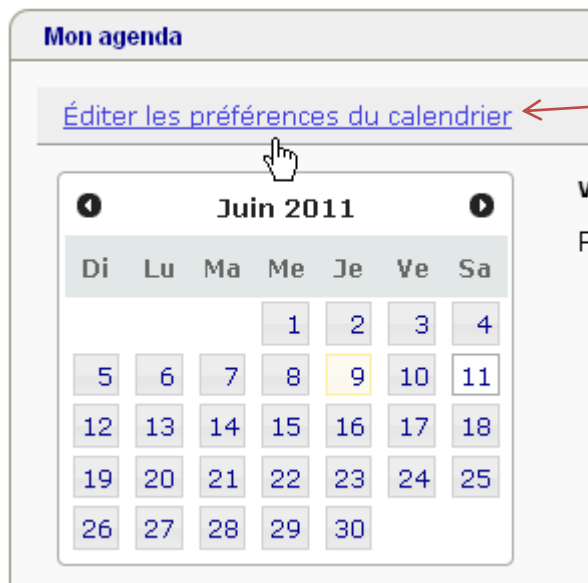 Mon agenda
Éditer les préférences du calendrier
Juin 2011
Di Lu Ma Me Je Ve Sa
1 2 3 4
5 6 7 8 9 10 11
12 13 14 15 16 17 18
19 20 21 22 23 24 25
26 27 28 29 30